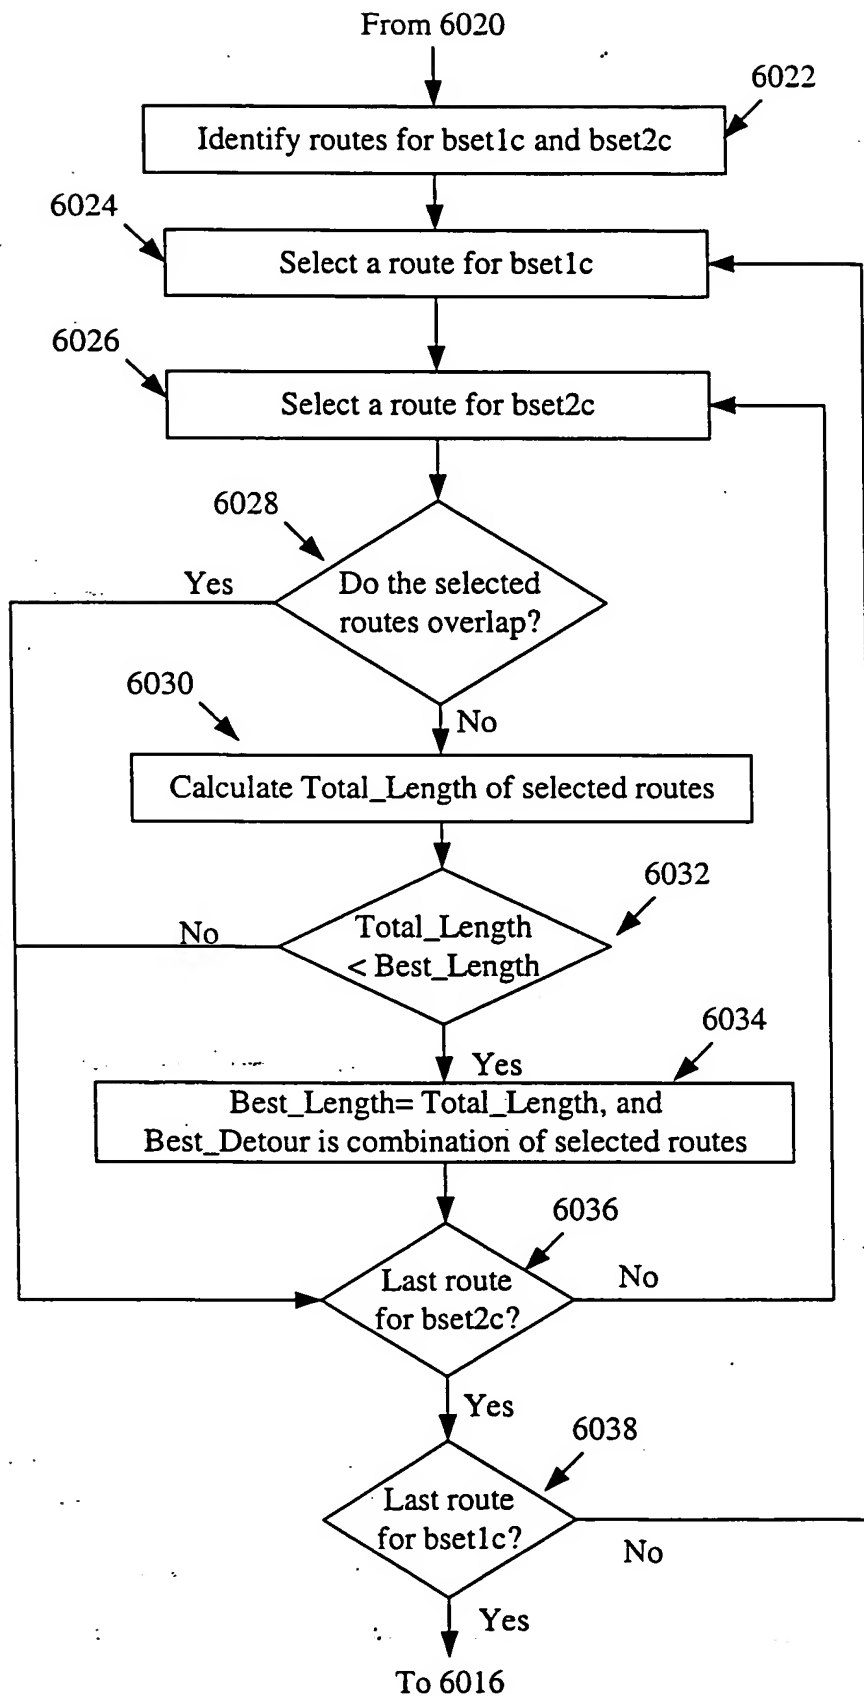 From 6020
6022
Identify routes for bset1c and bset2c
6024
Select a route for bset1c
6026
Select a route for bset2c
6028
Yes
Do the selected
routes overlap?
6030
No
Calculate Total_Length of selected routes
6032
No
Total_Length
< Best_Length
6034
Yes
Best_Length= Total_Length, and
Best_Detour is combination of selected routes
6036
Last route
for bset2c?
No
Yes
6038
Last route
for bset1c?
No
Yes
To 6016